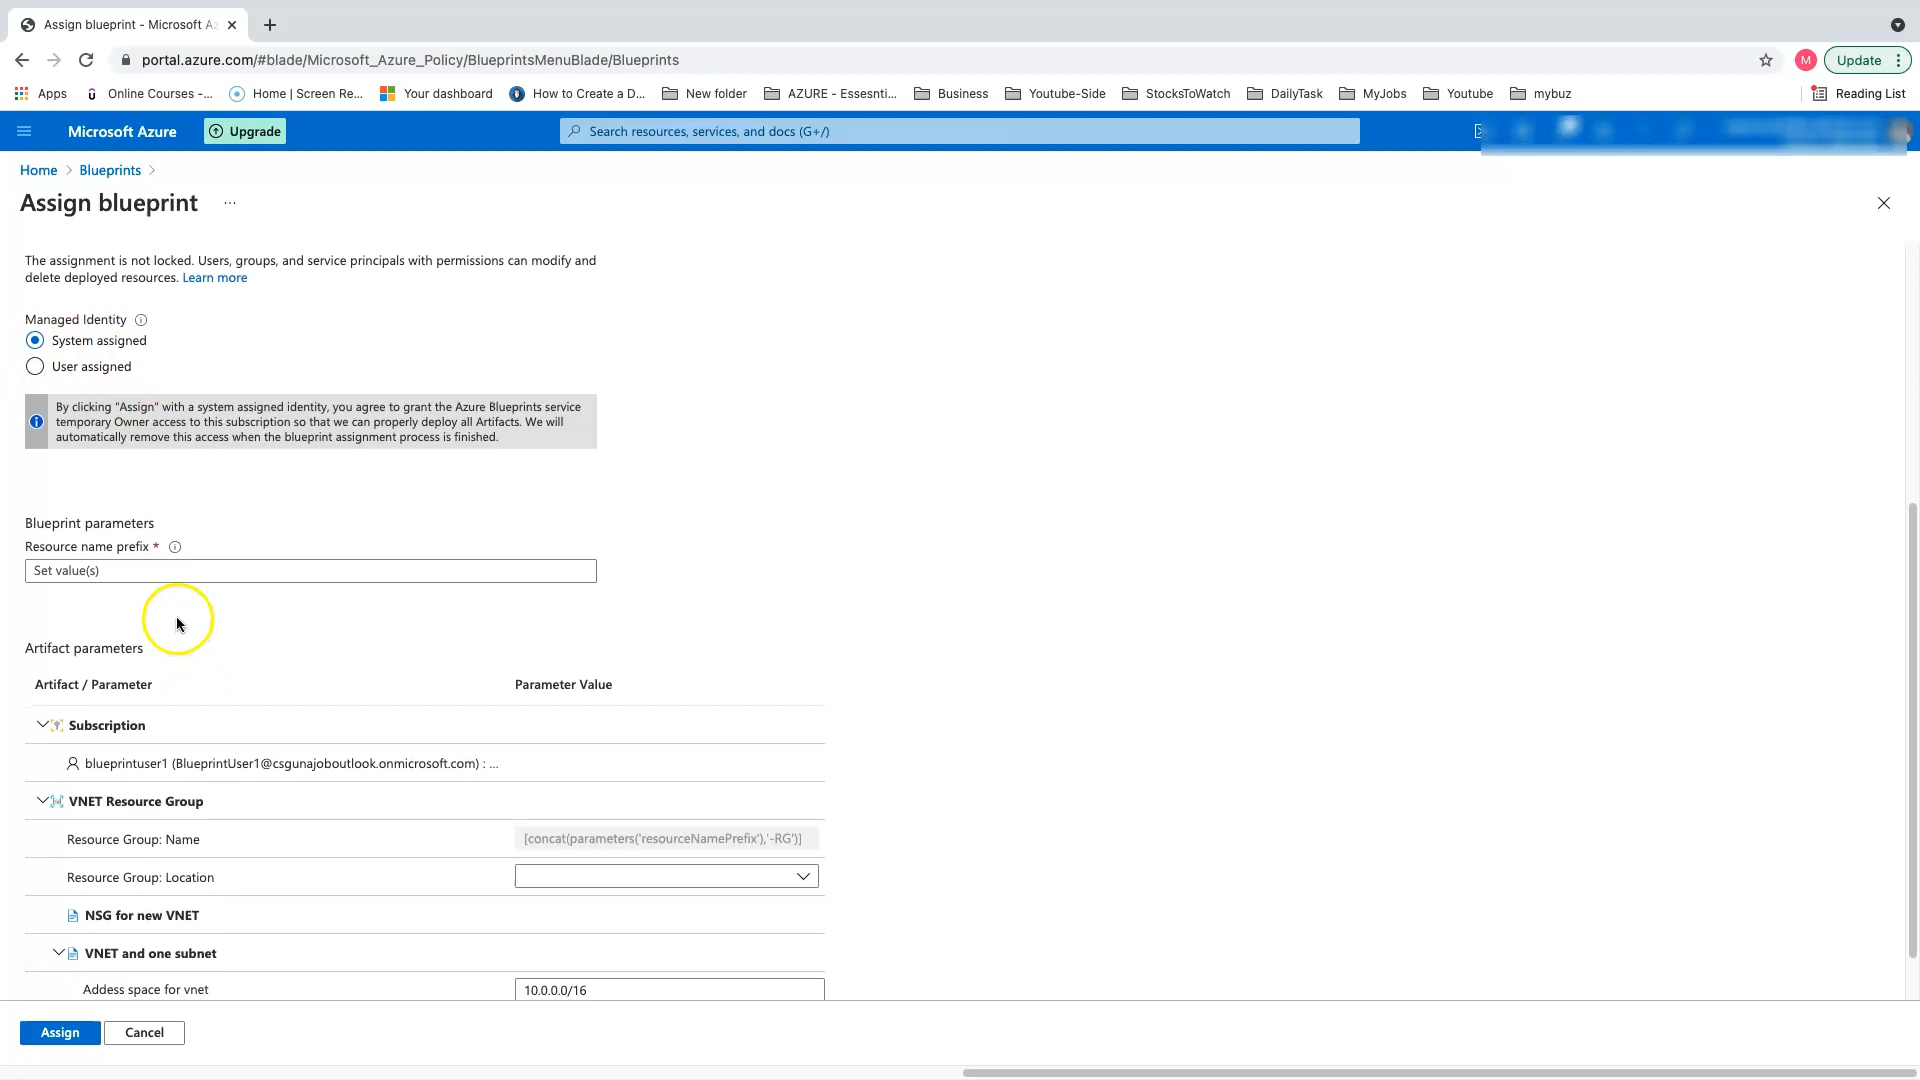 Assign blueprint - Microsoft Az
portal.azure.com/#blade/Microsoft_Azure_Policy/BlueprintsMenuBlade/Blueprints
M
Update
Apps
Online Courses -...
Home | Screen Re...
Your dashboard
How to Create a D...
New folder
AZURE - Essesnti...
Business
Youtube-Side
StocksToWatch
DailyTask
MyJobs
Youtube
mybuz
Reading List
Microsoft Azure
Upgrade
Search resources, services, and docs (G+/)
Home > Blueprints >
Assign blueprint ...
The assignment is not locked. Users, groups, and service principals with permissions can modify and
delete deployed resources. Learn more
Managed Identity
System assigned
User assigned
By clicking "Assign" with a system assigned identity, you agree to grant the Azure Blueprints service
temporary Owner access to this subscription so that we can properly deploy all Artifacts. We will
automatically remove this access when the blueprint assignment process is finished.
Blueprint parameters
Resource name prefix *
Set value(s)
Artifact parameters
Artifact / Parameter Parameter Value
Subscription
blueprintuser1 (BlueprintUser1@csgunajoboutlook.onmicrosoft.com) : ...
VNET Resource Group
Resource Group: Name [concat(parameters('resourceNamePrefix'),'-RG')]
Resource Group: Location
NSG for new VNET
VNET and one subnet
Addess space for vnet 10.0.0.0/16
Assign Cancel